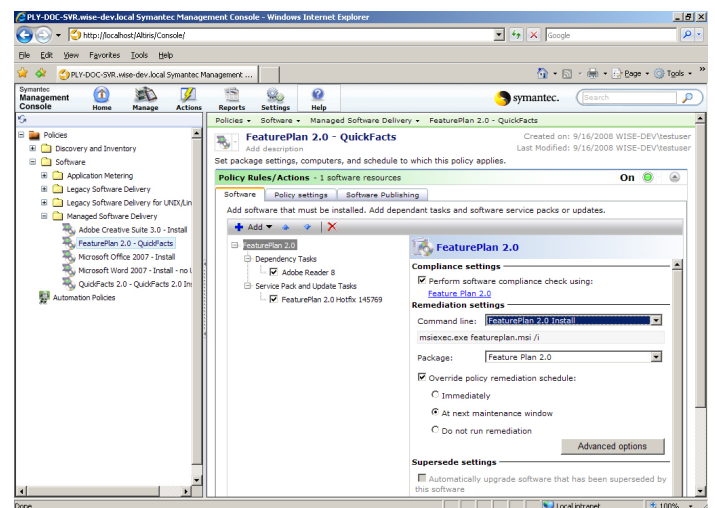 PLY-DOC-SVR.wise-dev.local Symantec Management Console - Windows Internet Explorer
http://localhost/Altiris/Console/
Google
File Edit View Favorites Tools Help
PLY-DOC-SVR.wise-dev.local Symantec Management ...
Page Tools
Symantec
Management
Console
Home Manage Actions Reports Settings Help
symantec.
Search
Policies Software Managed Software Delivery FeaturePlan 2.0 - QuickFacts
FeaturePlan 2.0 - QuickFacts
Add description
Created on: 9/16/2008 WISE-DEV\testuser
Last Modified: 9/16/2008 WISE-DEV\testuser
Set package settings, computers, and schedule to which this policy applies.
Policies
Discovery and Inventory
Software
Application Metering
Legacy Software Delivery
Legacy Software Delivery for UNIX/Lin
Managed Software Delivery
Adobe Creative Suite 3.0 - Install
FeaturePlan 2.0 - QuickFacts
Microsoft Office 2007 - Install
Microsoft Word 2007 - Install - no l
QuickFacts 2.0 - QuickFacts 2.0 In
Automation Policies
Policy Rules/Actions - 1 software resources
On
Software Policy settings Software Publishing
Add software that must be installed. Add dependant tasks and software service packs or updates.
Add
FeaturePlan 2.0
Dependency Tasks
Adobe Reader 8
Service Pack and Update Tasks
FeaturePlan 2.0 Hotfix 145769
FeaturePlan 2.0
Compliance settings
Perform software compliance check using:
Feature Plan 2.0
Remediation settings
Command line: FeaturePlan 2.0 Install
msiexec.exe featureplan.msi /i
Package: Feature Plan 2.0
Override policy remediation schedule:
Immediately
At next maintenance window
Do not run remediation
Advanced options
Supersede settings
Automatically upgrade software that has been superseded by
this software
Done
Local intranet
100%